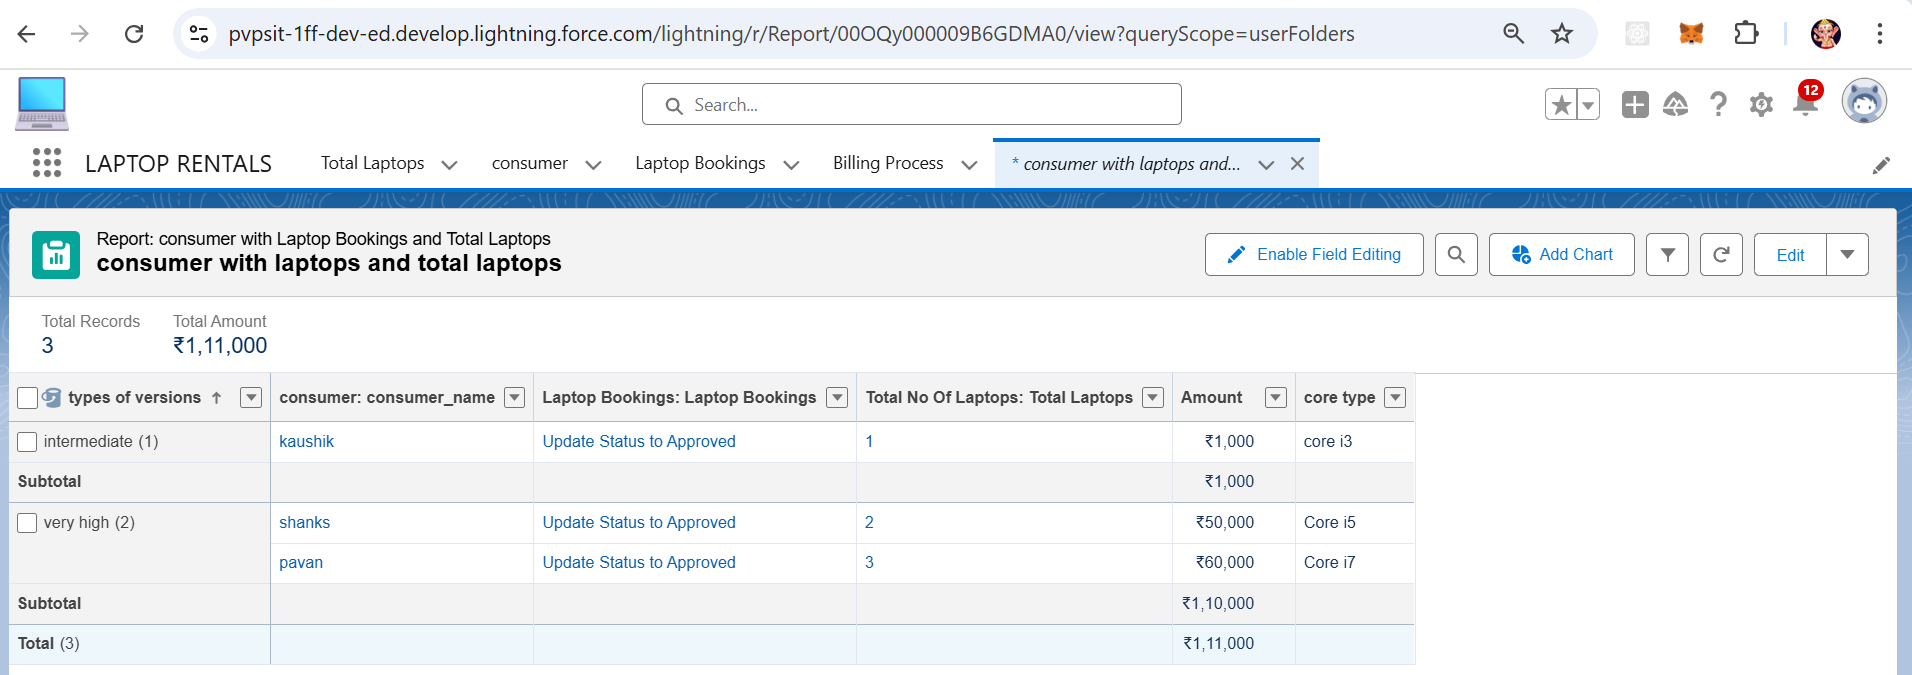 pvpsit-1ff-dev-ed.develop.lightning.force.com/lightning/r/Report/00OQy000009B6GDMA0/view?queryScope=userFolders
Search...
12
LAPTOP RENTALS Total Laptops consumer Laptop Bookings Billing Process * consumer with laptops and...
Report: consumer with Laptop Bookings and Total Laptops
consumer with laptops and total laptops
Enable Field Editing Add Chart Edit
Total Records Total Amount
3 ₹1,11,000
types of versions ↑ consumer: consumer_name Laptop Bookings: Laptop Bookings Total No Of Laptops: Total Laptops Amount core type
intermediate (1) kaushik Update Status to Approved 1 ₹1,000 core i3
Subtotal ₹1,000
very high (2) shanks Update Status to Approved 2 ₹50,000 Core i5
pavan Update Status to Approved 3 ₹60,000 Core i7
Subtotal ₹1,10,000
Total (3) ₹1,11,000